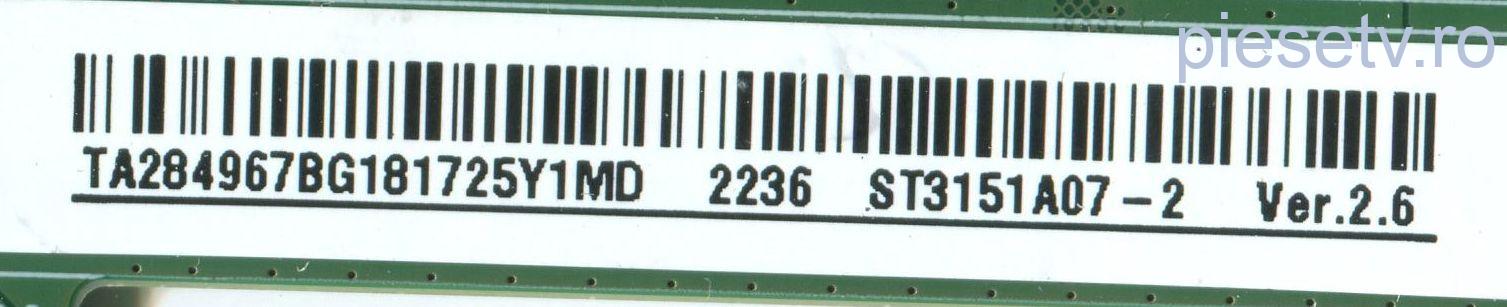 piesetv.ro
TA284967BG181725Y1MD 2236 ST3151A07-2 Ver.2.6